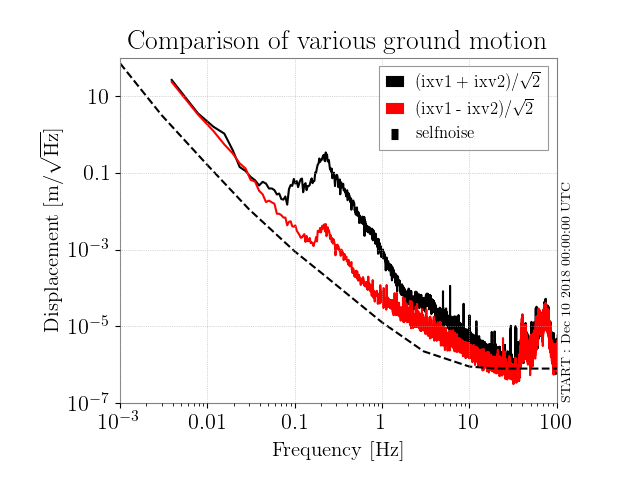 Comparison of various ground motion
(ixv1 + ixv2)/√2
(ixv1 - ixv2)/√2
selfnoise
Displacement [m/√Hz]
10
0.1
10⁻³
10⁻⁵
10⁻⁷
10⁻³ 0.01 0.1 1 10 100
Frequency [Hz]
START : Dec 10 2018 00:00:00 UTC